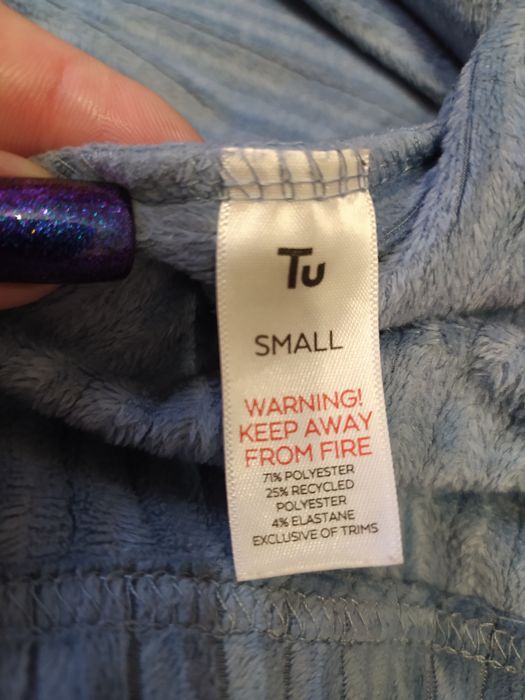 Tu
SMALL
WARNING!
KEEP AWAY
FROM FIRE
71% POLYESTER
25% RECYCLED
POLYESTER
4% ELASTANE
EXCLUSIVE OF TRIMS